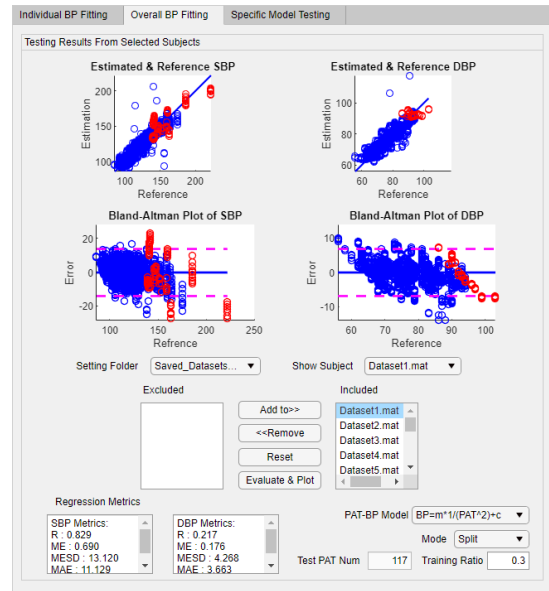 Individual BP Fitting Overall BP Fitting Specific Model Testing
Testing Results From Selected Subjects
Estimated & Reference SBP
200
150
100
Estimation
100 150 200
Reference
Estimated & Reference DBP
100
80
60
Estimation
60 80 100
Reference
Bland-Altman Plot of SBP
20
0
-20
Error
100 150 200 250
Reference
Bland-Altman Plot of DBP
10
0
-10
Error
60 70 80 90 100
Reference
Setting Folder Saved_Datasets... Show Subject Dataset1.mat
Excluded
Add to>>
<<Remove
Reset
Evaluate & Plot
Included
Dataset1.mat
Dataset2.mat
Dataset3.mat
Dataset4.mat
Dataset5.mat
Regression Metrics
SBP Metrics:
R : 0.829
ME : 0.690
MESD : 13.120
MAE : 11.129
DBP Metrics:
R : 0.217
ME : 0.176
MESD : 4.268
MAE : 3.663
PAT-BP Model BP=m*1/(PAT^2)+c
Mode Split
Test PAT Num 117 Training Ratio 0.3